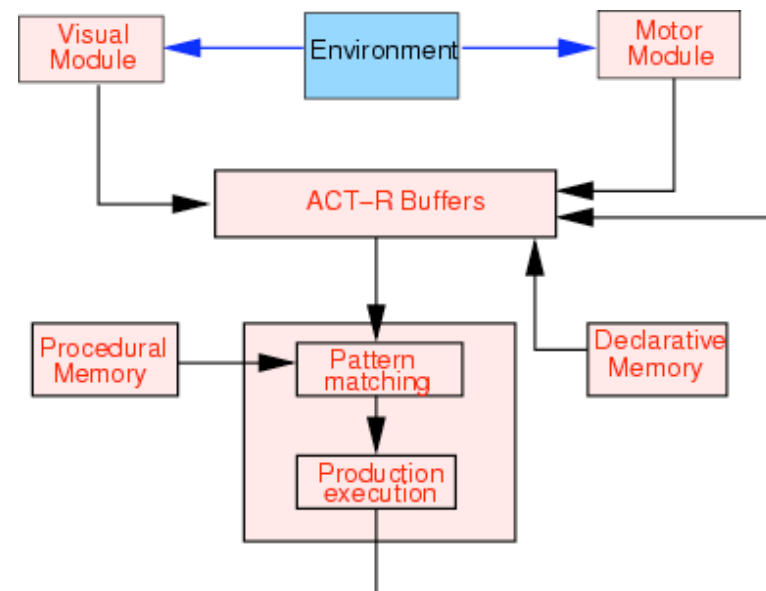 Visual
Module
Environment
Motor
Module
ACT−R Buffers
Procedural
Memory
Pattern
matching
Declarative
Memory
Production
execution